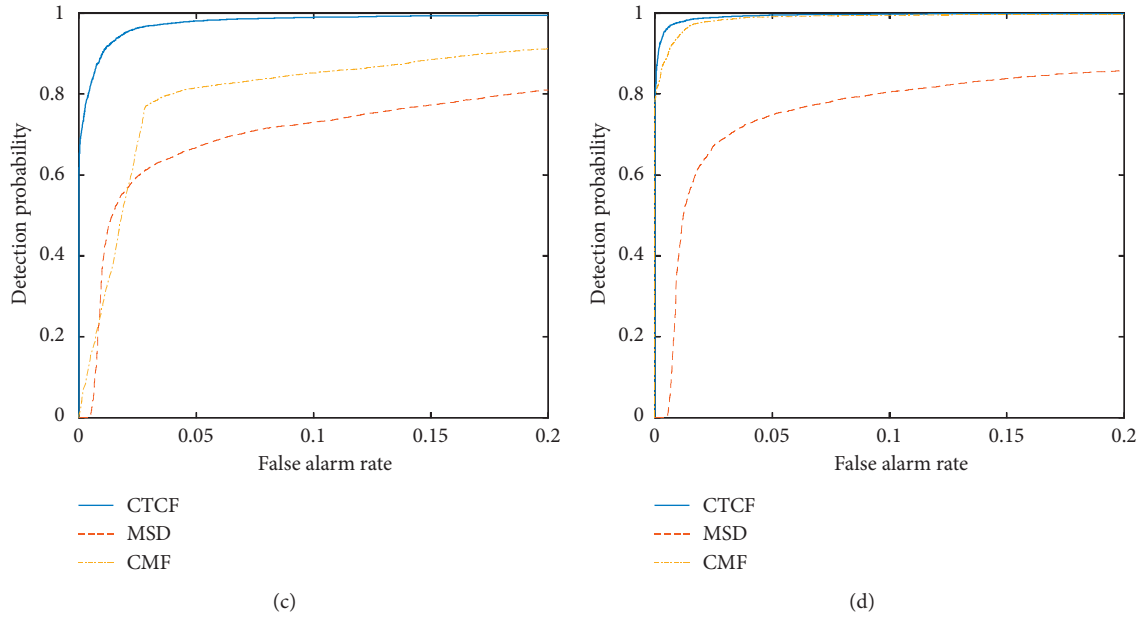 1
0.8
0.6
0.4
0.2
0
Detection probability
0 0.05 0.1 0.15 0.2
False alarm rate
CTCF
MSD
CMF
(c)
1
0.8
0.6
0.4
0.2
0
Detection probability
0 0.05 0.1 0.15 0.2
False alarm rate
CTCF
MSD
CMF
(d)